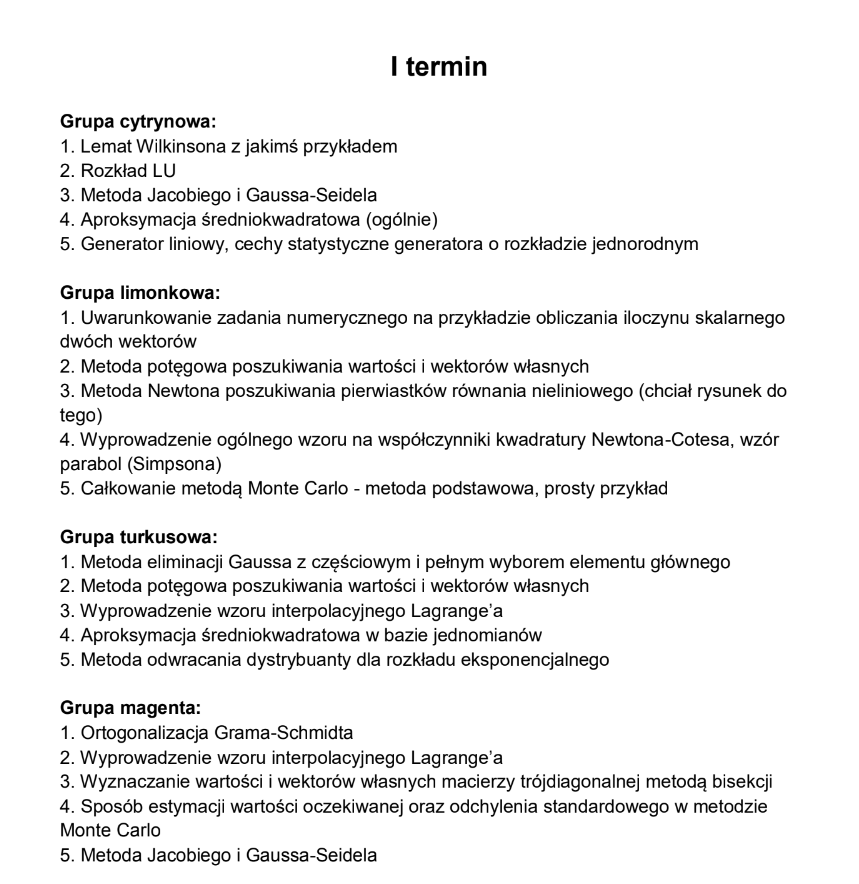 I termin
Grupa cytrynowa:
1. Lemat Wilkinsona z jakimś przykładem
2. Rozkład LU
3. Metoda Jacobiego i Gaussa-Seidela
4. Aproksymacja średniokwadratowa (ogólnie)
5. Generator liniowy, cechy statystyczne generatora o rozkładzie jednorodnym
Grupa limonkowa:
1. Uwarunkowanie zadania numerycznego na przykładzie obliczania iloczynu skalarnego
dwóch wektorów
2. Metoda potęgowa poszukiwania wartości i wektorów własnych
3. Metoda Newtona poszukiwania pierwiastków równania nieliniowego (chciał rysunek do
tego)
4. Wyprowadzenie ogólnego wzoru na współczynniki kwadratury Newtona-Cotesa, wzór
parabol (Simpsona)
5. Całkowanie metodą Monte Carlo - metoda podstawowa, prosty przykład
Grupa turkusowa:
1. Metoda eliminacji Gaussa z częściowym i pełnym wyborem elementu głównego
2. Metoda potęgowa poszukiwania wartości i wektorów własnych
3. Wyprowadzenie wzoru interpolacyjnego Lagrange’a
4. Aproksymacja średniokwadratowa w bazie jednomianów
5. Metoda odwracania dystrybuanty dla rozkładu eksponencjalnego
Grupa magenta:
1. Ortogonalizacja Grama-Schmidta
2. Wyprowadzenie wzoru interpolacyjnego Lagrange’a
3. Wyznaczanie wartości i wektorów własnych macierzy trójdiagonalnej metodą bisekcji
4. Sposób estymacji wartości oczekiwanej oraz odchylenia standardowego w metodzie
Monte Carlo
5. Metoda Jacobiego i Gaussa-Seidela